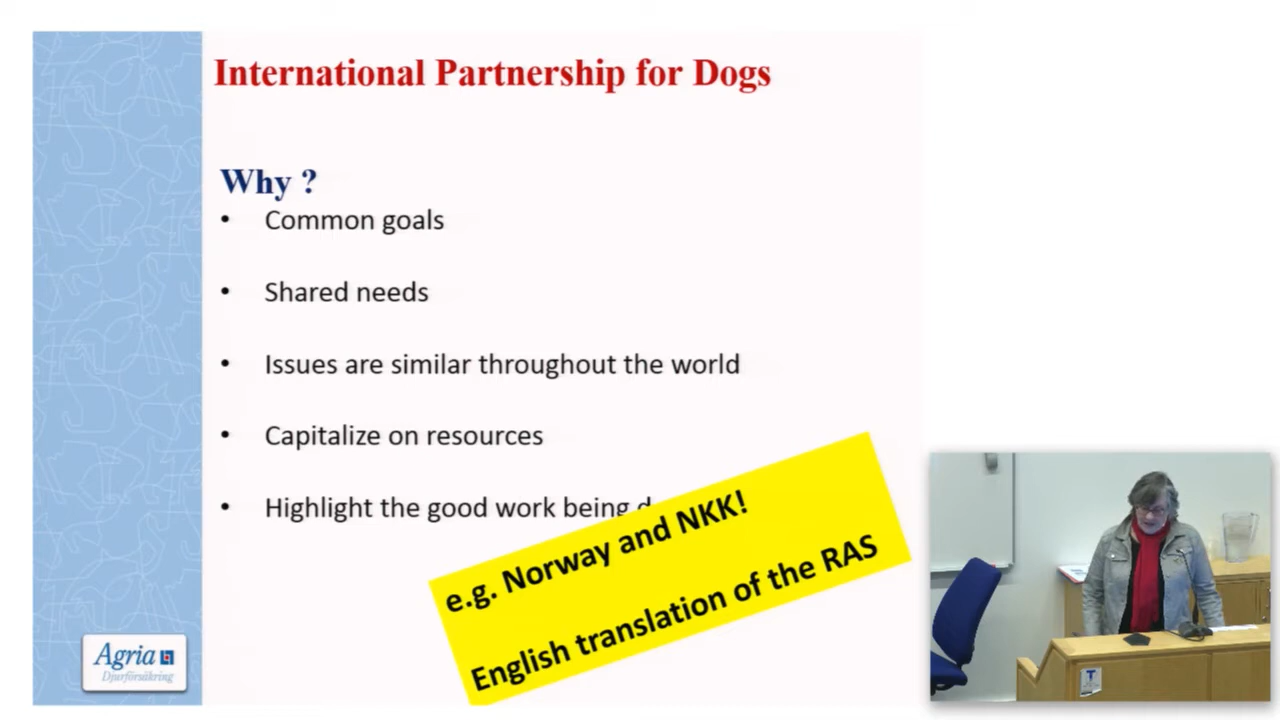 International Partnership for Dogs
Why ?
• Common goals
• Shared needs
• Issues are similar throughout the world
• Capitalize on resources
• Highlight the good work being d
e.g. Norway and NKK!
English translation of the RAS
Agria
Djurförsäkring